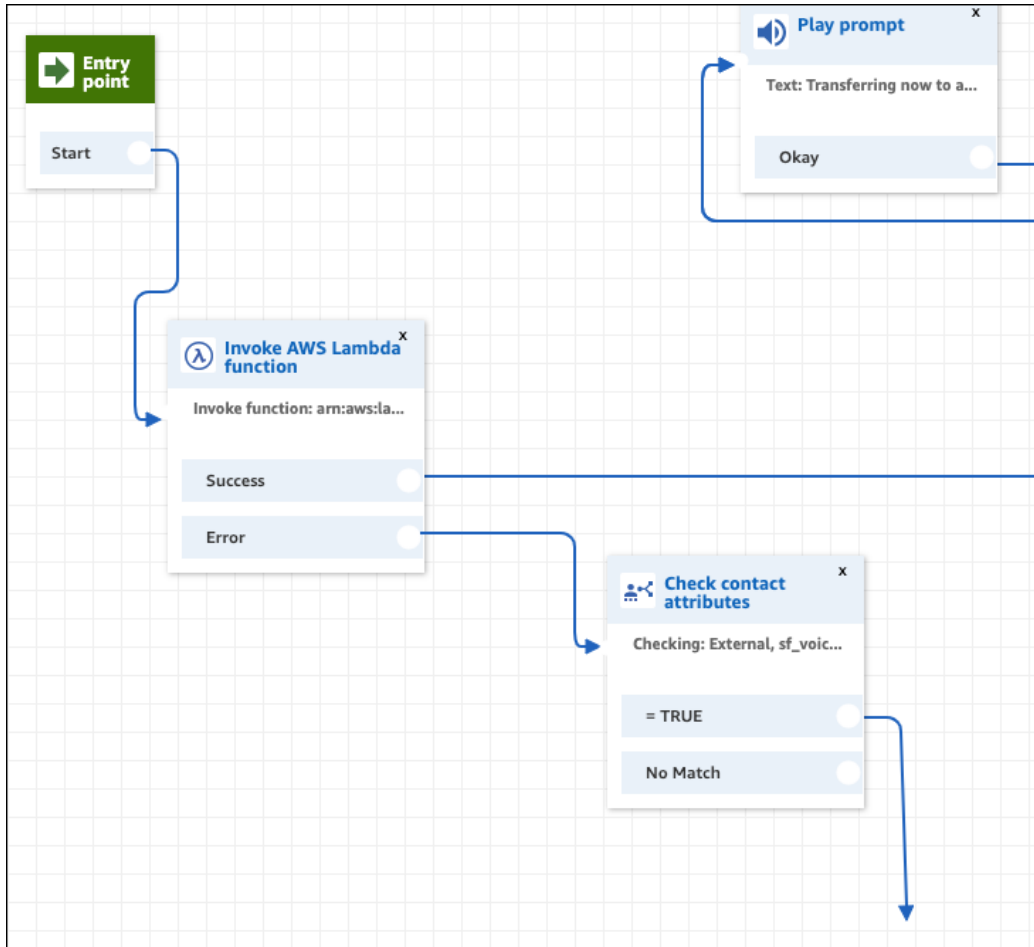 Entry
point
Start
x
Play prompt
Text: Transferring now to a...
Okay
x
Invoke AWS Lambda
function
Invoke function: arn:aws:la...
Success
Error
x
Check contact
attributes
Checking: External, sf_voic...
= TRUE
No Match